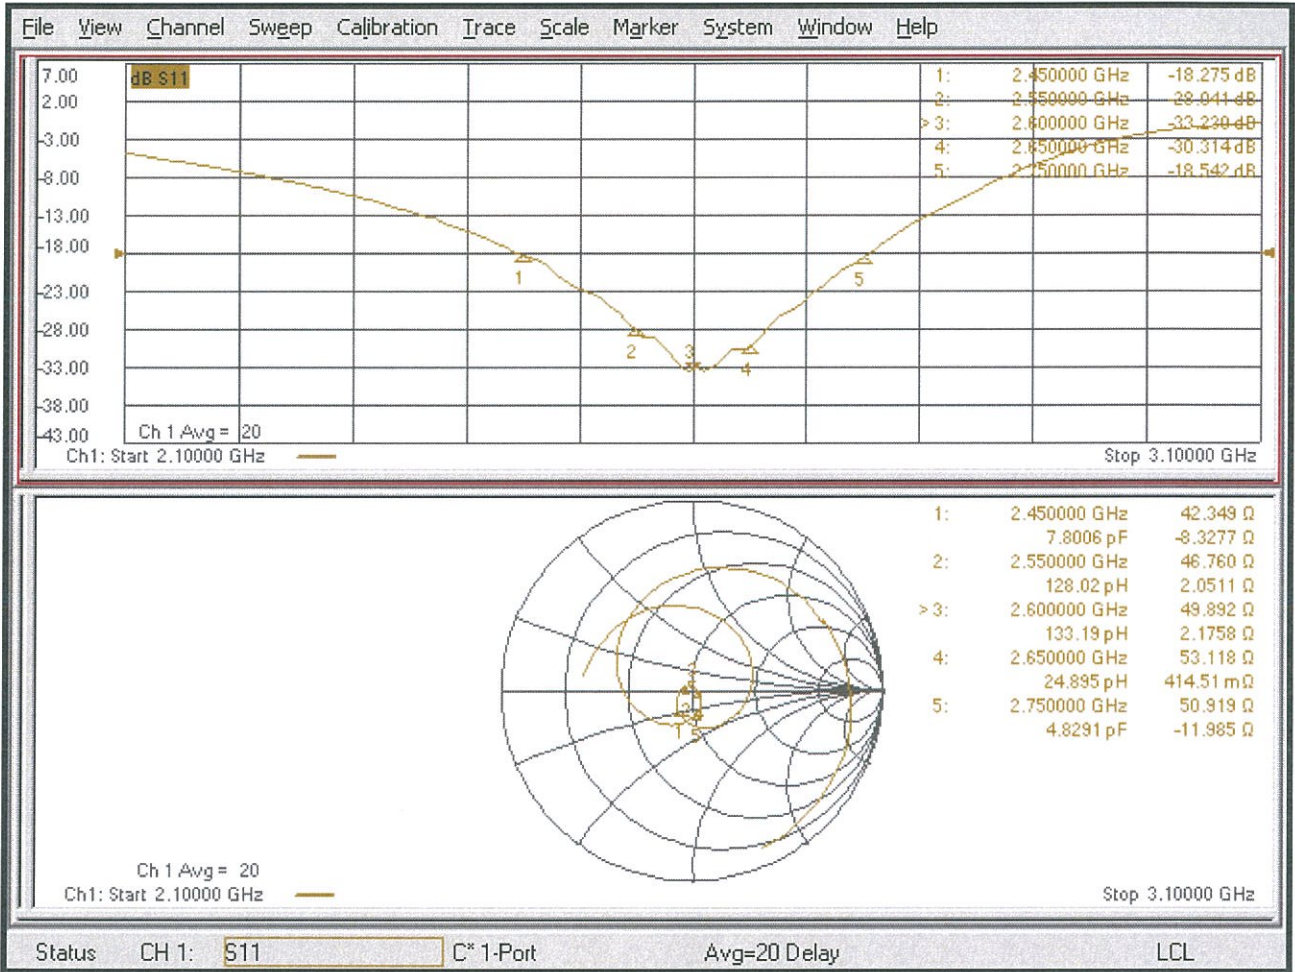 File View Channel Sweep Calibration Trace Scale Marker System Window Help
7.00
2.00
-3.00
-8.00
-13.00
-18.00
-23.00
-28.00
-33.00
-38.00
-43.00
dB S11
1: 2.450000 GHz -18.275 dB
2: 2.550000 GHz -28.041 dB
> 3: 2.600000 GHz -33.230 dB
4: 2.650000 GHz -30.314 dB
5: 2.750000 GHz -18.542 dB
1
2
3
4
5
Ch 1 Avg = 20
Ch1: Start 2.10000 GHz
Stop 3.10000 GHz
1: 2.450000 GHz 42.349 Ω
7.8006 pF -8.3277 Ω
2: 2.550000 GHz 46.760 Ω
128.02 pH 2.0511 Ω
> 3: 2.600000 GHz 49.892 Ω
133.19 pH 2.1758 Ω
4: 2.650000 GHz 53.118 Ω
24.895 pH 414.51 mΩ
5: 2.750000 GHz 50.919 Ω
4.8291 pF -11.985 Ω
1
5
Ch 1 Avg = 20
Ch1: Start 2.10000 GHz
Stop 3.10000 GHz
Status CH 1: S11 C* 1-Port Avg=20 Delay LCL